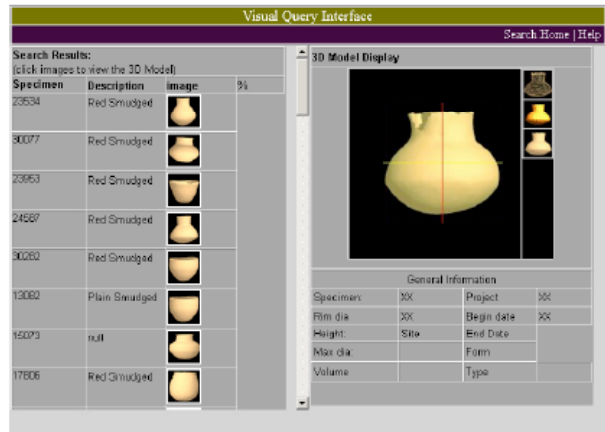 Visual Query Interface
Search Home | Help
Search Results:
(click images to view the 3D Model)
Specimen Description image %
23534 Red Smudged
30077 Red Smudged
23953 Red Smudged
24587 Red Smudged
30262 Red Smudged
13082 Plain Smudged
15073 null
17806 Red Smudged
3D Model Display
General Information
Specimen: XX Project XX
Rim dia XX Begin date XX
Height: Site End Date
Max dia: Form
Volume Type